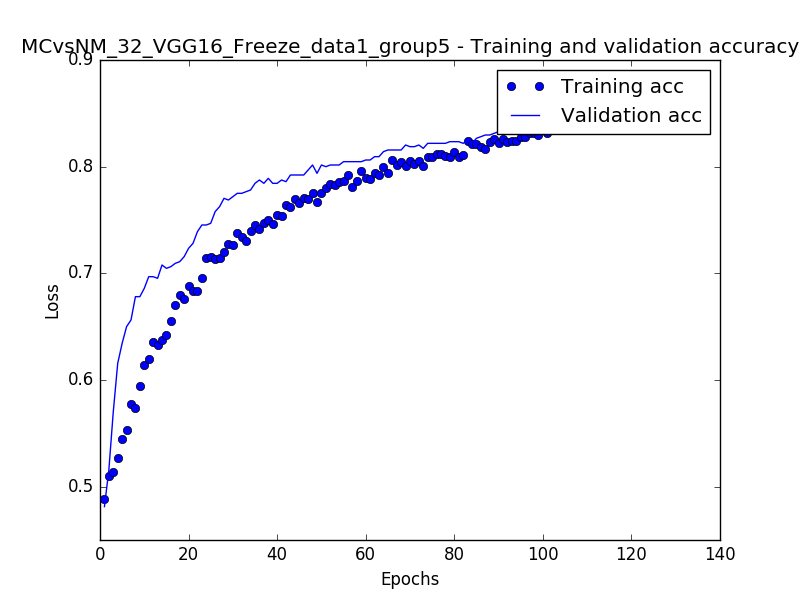 MCvsNM_32_VGG16_Freeze_data1_group5 - Training and validation accuracy
0.9
Training acc
Validation acc
0.8
0.7
Loss
0.6
0.5
0 20 40 60 80 100 120 140
Epochs